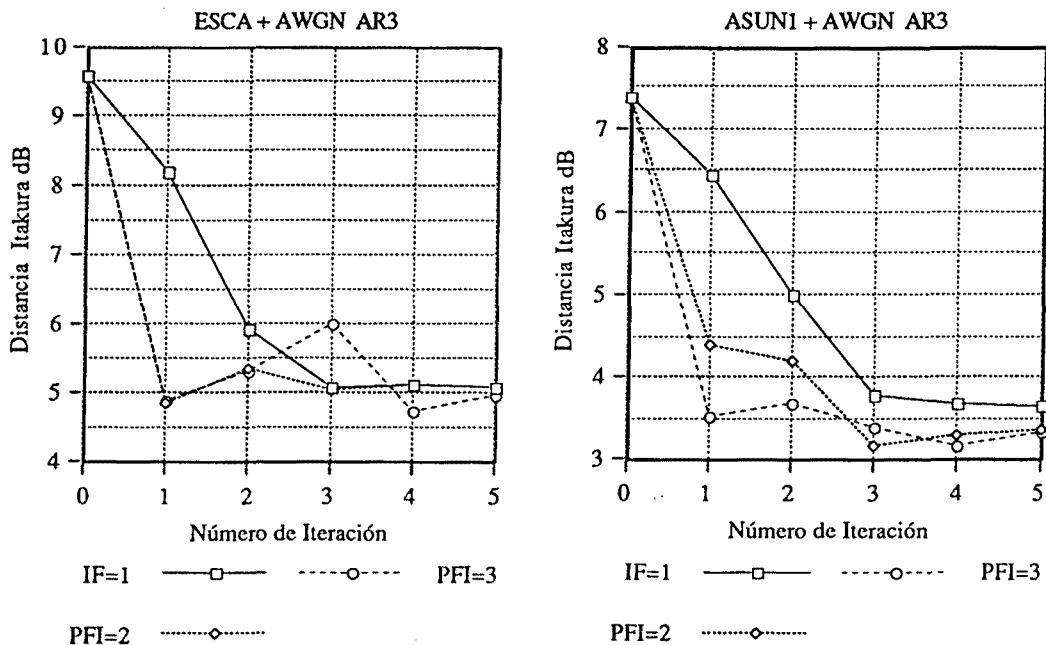 ESCA + AWGN AR3
10
9
8
7
6
5
4
0
1
2
3
4
5
Distancia Itakura dB
Número de Iteración
IF=1
PFI=3
PFI=2
ASUN1 + AWGN AR3
8
7
6
5
4
3
0
1
2
3
4
5
Distancia Itakura dB
Número de Iteración
IF=1
PFI=3
PFI=2